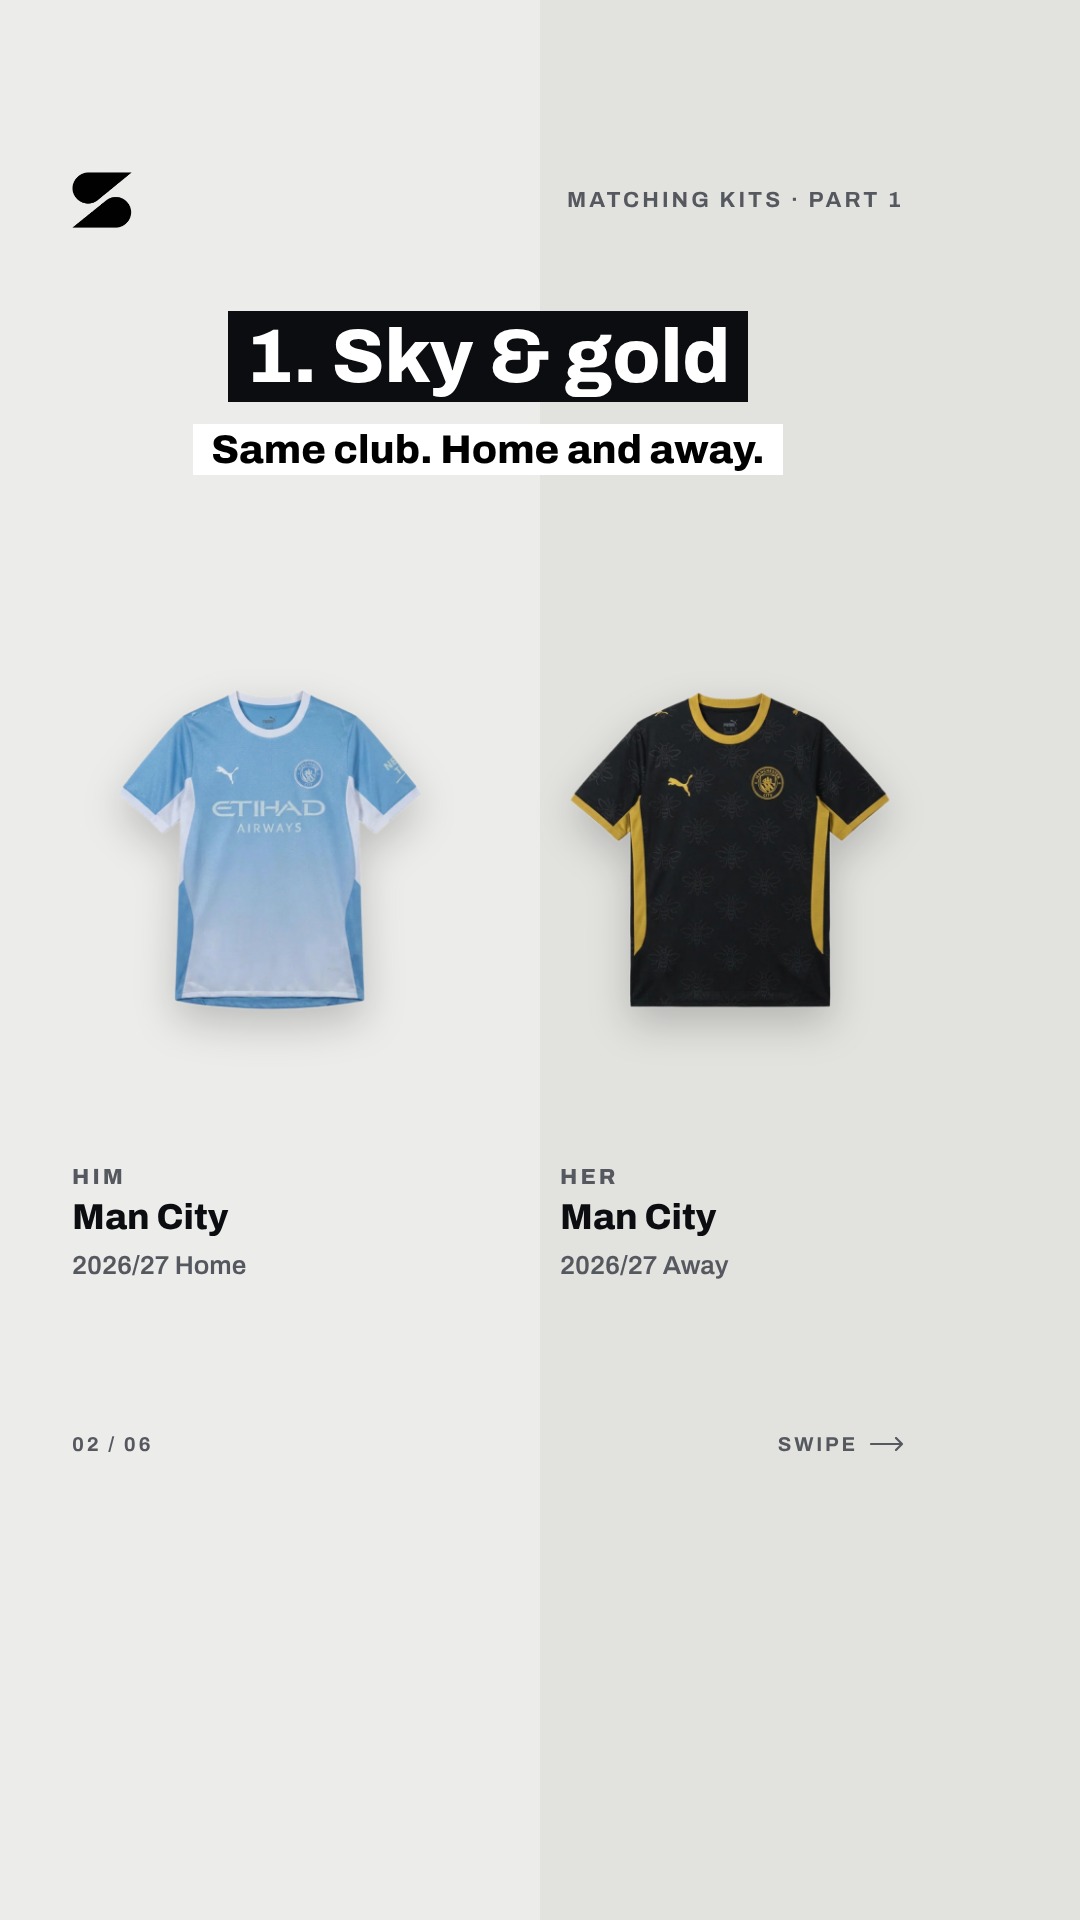 MATCHING KITS · PART 1
1. Sky & gold
Same club. Home and away.
ETIHAD
AIRWAYS
HIM
Man City
2026/27 Home
HER
Man City
2026/27 Away
02 / 06
SWIPE